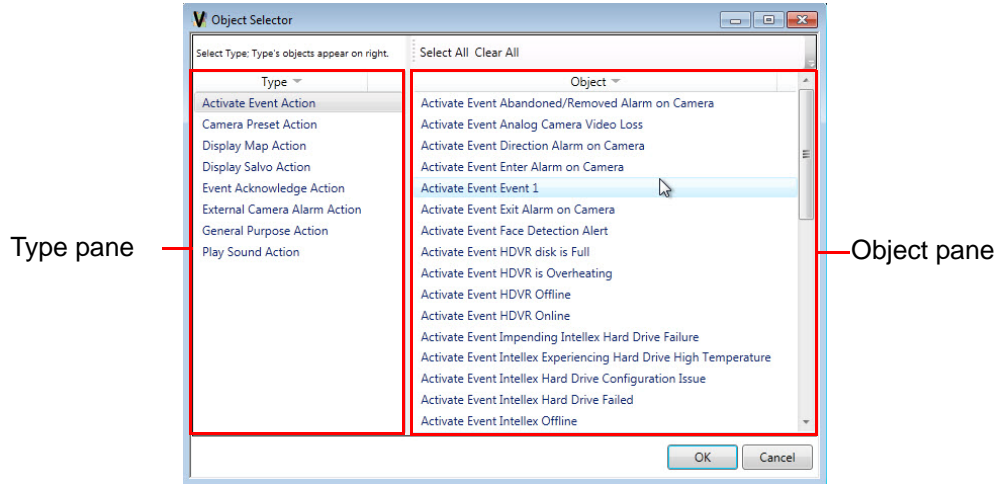 Object Selector
Select Type; Type's objects appear on right.
Select All Clear All
Type
Object
Activate Event Action
Camera Preset Action
Display Map Action
Display Salvo Action
Event Acknowledge Action
External Camera Alarm Action
General Purpose Action
Play Sound Action
Activate Event Abandoned/Removed Alarm on Camera
Activate Event Analog Camera Video Loss
Activate Event Direction Alarm on Camera
Activate Event Enter Alarm on Camera
Activate Event Event 1
Activate Event Exit Alarm on Camera
Activate Event Face Detection Alert
Activate Event HDVR disk is Full
Activate Event HDVR is Overheating
Activate Event HDVR Offline
Activate Event HDVR Online
Activate Event Impending Intellex Hard Drive Failure
Activate Event Intellex Experiencing Hard Drive High Temperature
Activate Event Intellex Hard Drive Configuration Issue
Activate Event Intellex Hard Drive Failed
Activate Event Intellex Offline
Type pane
Object pane
OK
Cancel